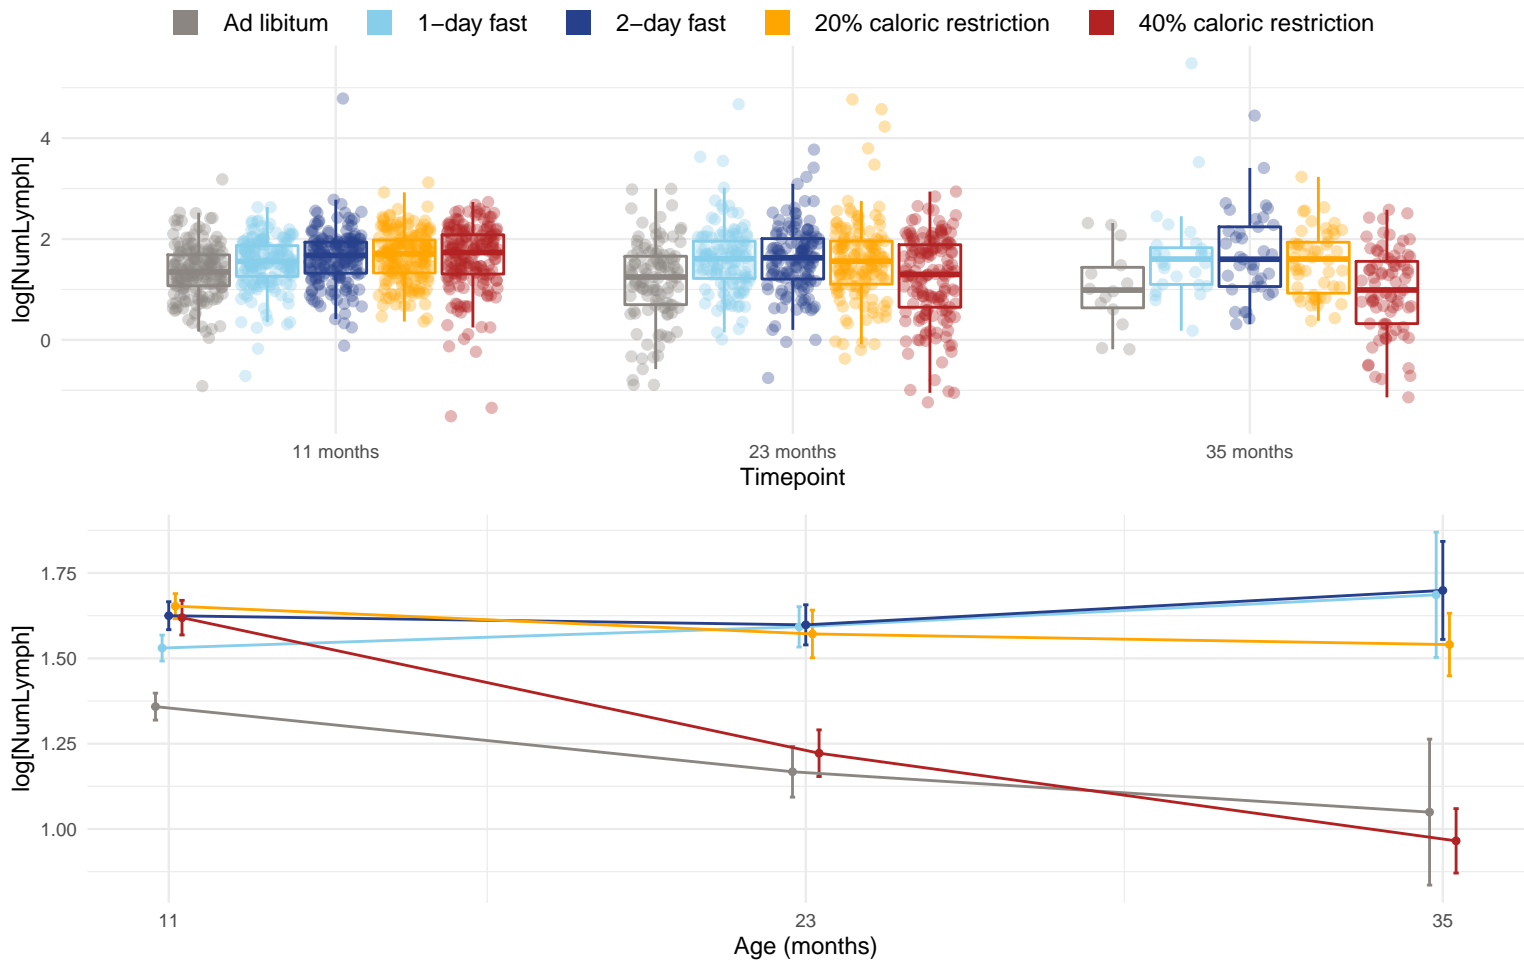 Ad libitum 1−day fast 2−day fast 20% caloric restriction 40% caloric restriction
log[NumLymph]
4
2
0
11 months 23 months 35 months
Timepoint
log[NumLymph]
1.75
1.50
1.25
1.00
11 23 35
Age (months)